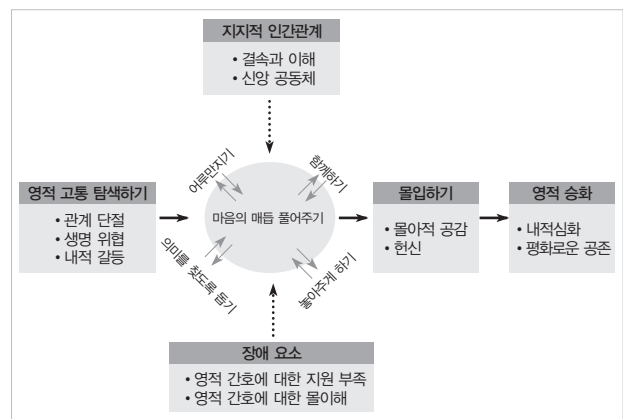 지지적 인간관계
• 결속과 이해
• 신앙 공동체
영적 고통 탐색하기
• 관계 단절
• 생명 위협
• 내적 갈등
어루만지기
함께하기
마음의 매듭 풀어주기
의미를 찾도록 돕기
놓아주게 하기
몰입하기
• 몰아적 공감
• 헌신
영적 승화
• 내적심화
• 평화로운 공존
장애 요소
• 영적 간호에 대한 지원 부족
• 영적 간호에 대한 몰이해